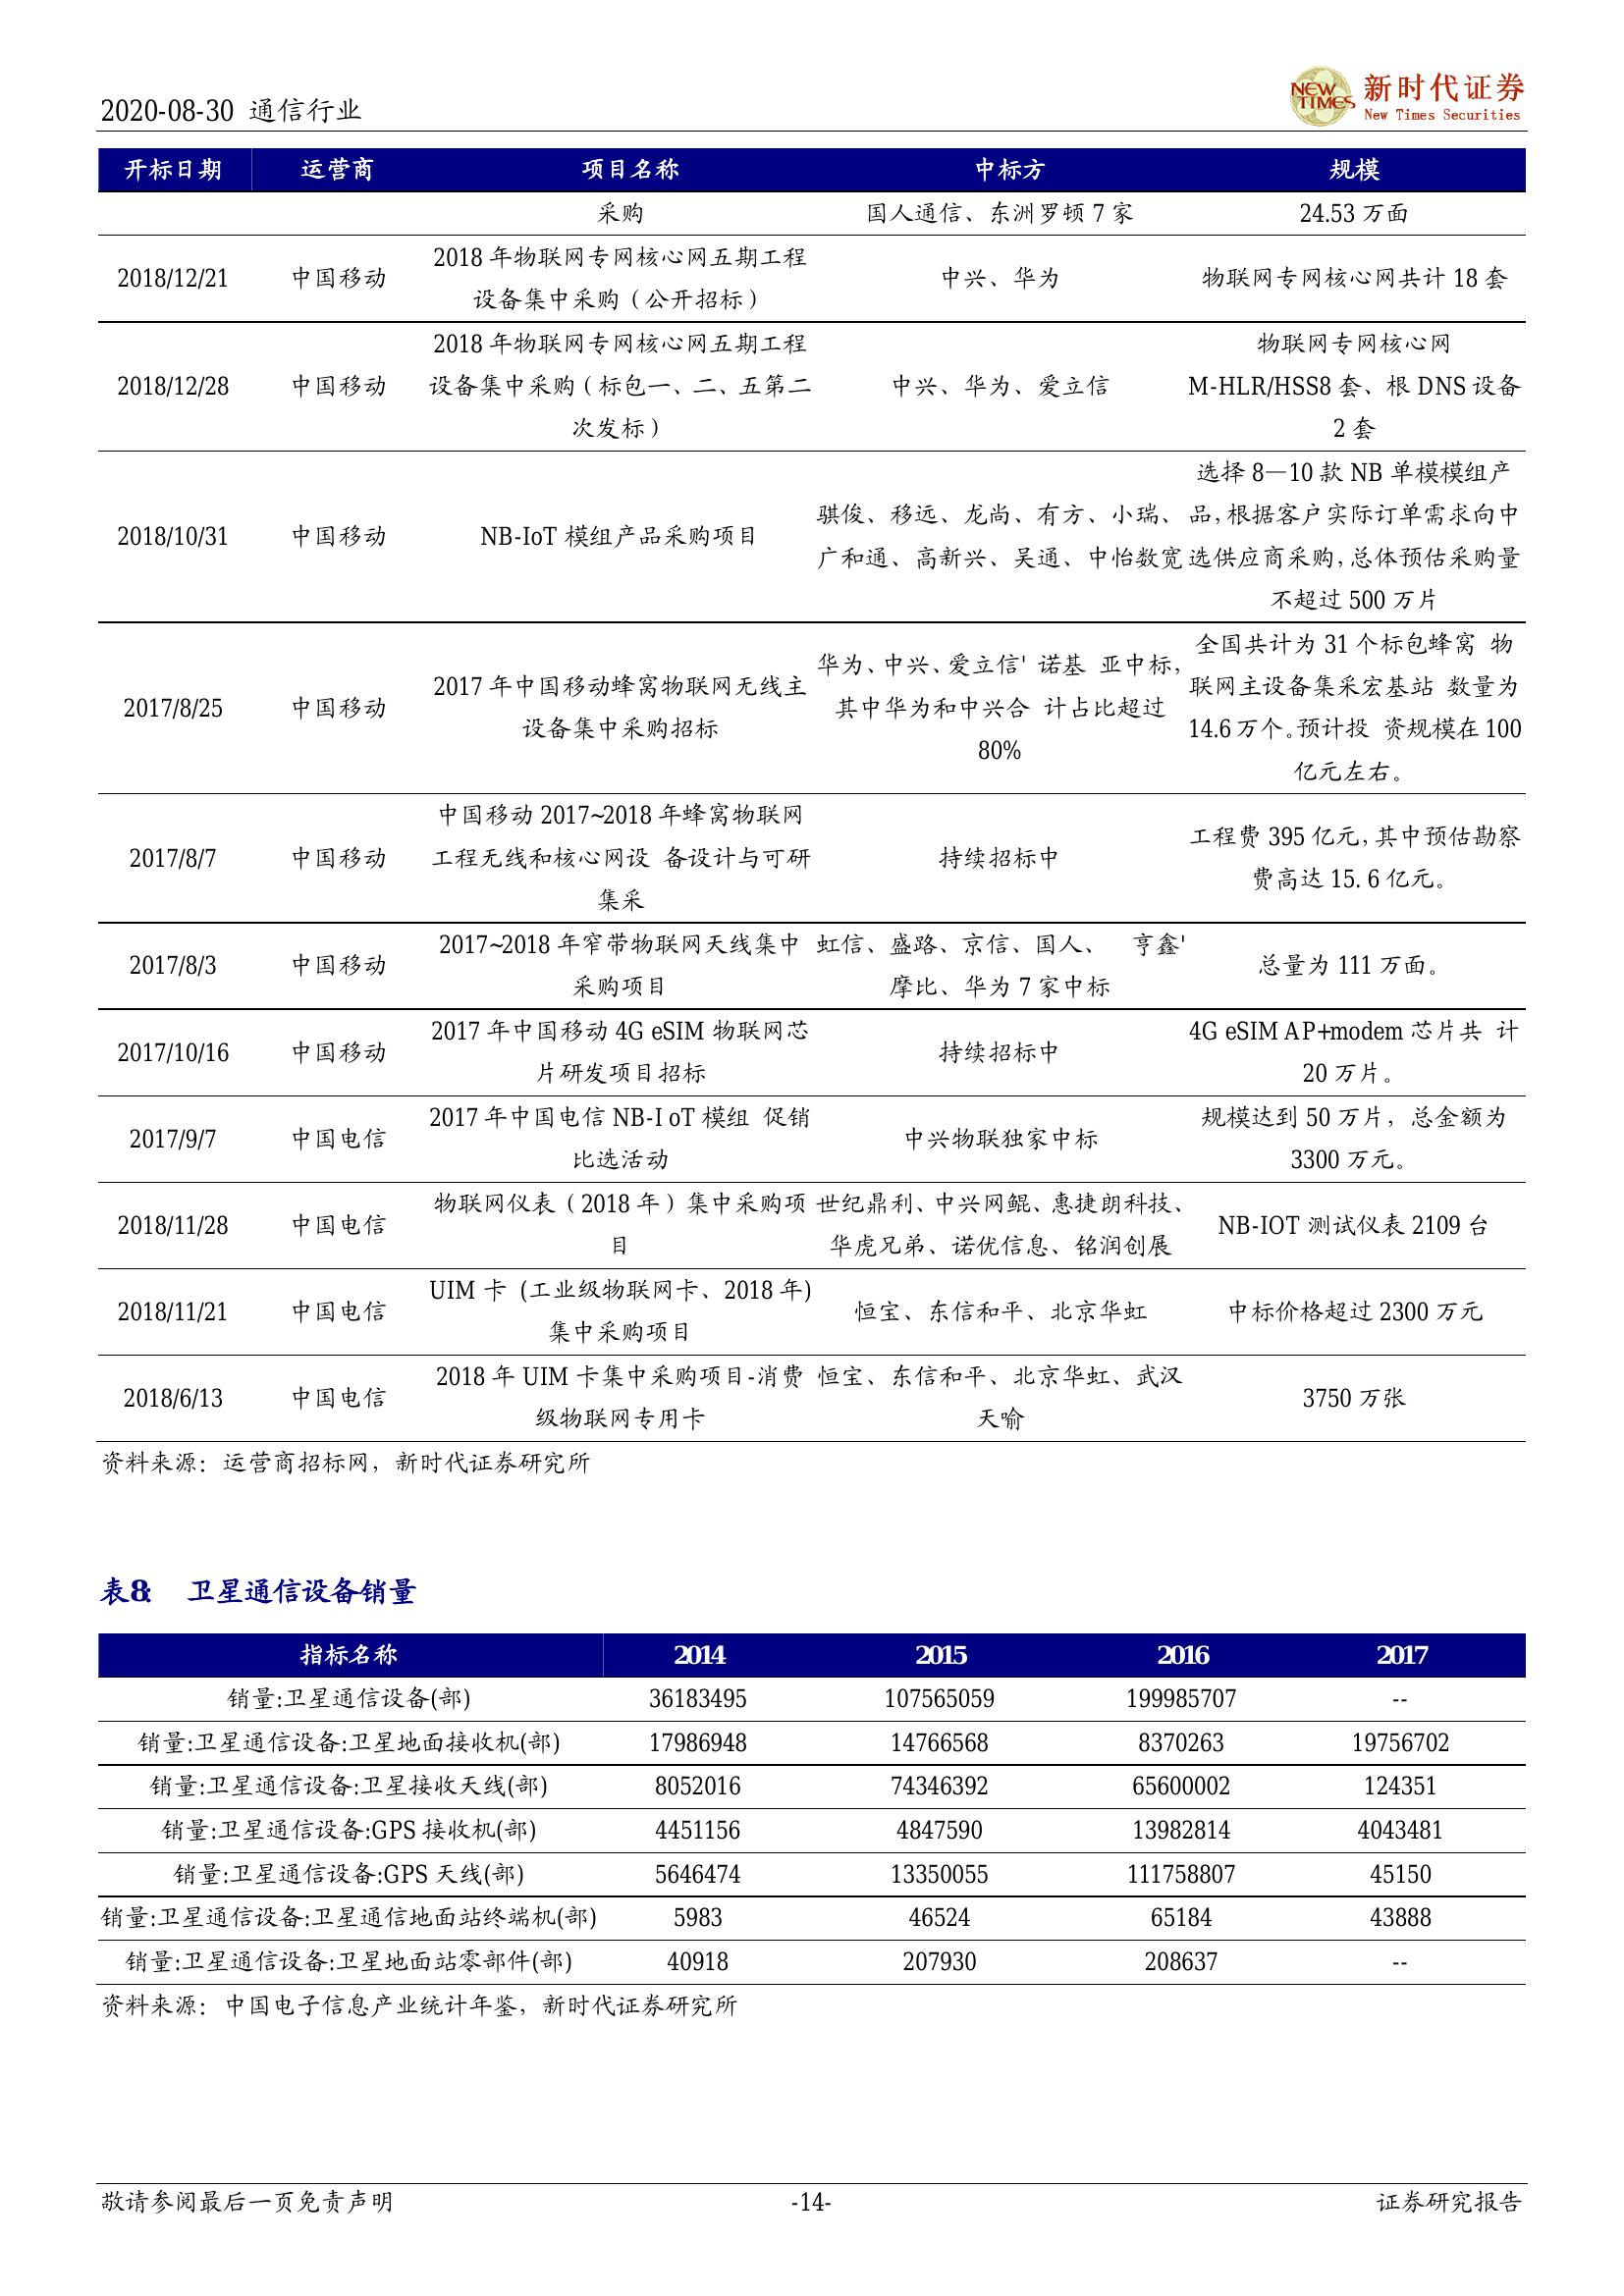 2020-08-30 通信行业
NEW TIMES 新时代证券
New Times Securities
开标日期 运营商 项目名称 中标方 规模
采购 国人通信、东洲罗顿 7 家 24.53 万面
2018/12/21 中国移动 2018 年物联网专网核心网五期工程 中兴、华为 物联网专网核心网共计 18 套
设备集中采购（公开招标）
2018/12/28 中国移动 2018 年物联网专网核心网五期工程 中兴、华为、爱立信 物联网专网核心网
设备集中采购（标包一、二、五第二 M-HLR/HSS8 套、根 DNS 设备
次发标） 2 套
选择 8—10 款 NB 单模模组产
2018/10/31 中国移动 NB-IoT 模组产品采购项目 骐俊、移远、龙尚、有方、小瑞、 品，根据客户实际订单需求向中
广和通、高新兴、吴通、中怡数宽 选供应商采购，总体预估采购量
不超过 500 万片
全国共计为 31 个标包蜂窝 物
2017/8/25 中国移动 2017 年中国移动蜂窝物联网无线主 华为、中兴、爱立信' 诺基 亚中标， 联网主设备集采宏基站 数量为
设备集中采购招标 其中华为和中兴合 计占比超过 14.6 万个。预计投 资规模在 100
80% 亿元左右。
中国移动 2017~2018 年蜂窝物联网
2017/8/7 中国移动 工程无线和核心网设 备设计与可研 持续招标中 工程费 395 亿元，其中预估勘察
集采 费高达 15. 6 亿元。
2017/8/3 中国移动 2017~2018 年窄带物联网天线集中 虹信、盛路、京信、国人、 亨鑫' 总量为 111 万面。
采购项目 摩比、华为 7 家中标
2017/10/16 中国移动 2017 年中国移动 4G eSIM 物联网芯 持续招标中 4G eSIM AP+modem 芯片共 计
片研发项目招标 20 万片。
2017/9/7 中国电信 2017 年中国电信 NB-I oT 模组 促销 中兴物联独家中标 规模达到 50 万片，总金额为
比选活动 3300 万元。
2018/11/28 中国电信 物联网仪表（2018 年）集中采购项 世纪鼎利、中兴网鲲、惠捷朗科技、 NB-IOT 测试仪表 2109 台
目 华虎兄弟、诺优信息、铭润创展
2018/11/21 中国电信 UIM 卡 (工业级物联网卡、2018 年) 恒宝、东信和平、北京华虹 中标价格超过 2300 万元
集中采购项目
2018/6/13 中国电信 2018 年 UIM 卡集中采购项目-消费 恒宝、东信和平、北京华虹、武汉 3750 万张
级物联网专用卡 天喻
资料来源：运营商招标网，新时代证券研究所
表8： 卫星通信设备销量
指标名称 2014 2015 2016 2017
销量:卫星通信设备(部) 36183495 107565059 199985707 --
销量:卫星通信设备:卫星地面接收机(部) 17986948 14766568 8370263 19756702
销量:卫星通信设备:卫星接收天线(部) 8052016 74346392 65600002 124351
销量:卫星通信设备:GPS 接收机(部) 4451156 4847590 13982814 4043481
销量:卫星通信设备:GPS 天线(部) 5646474 13350055 111758807 45150
销量:卫星通信设备:卫星通信地面站终端机(部) 5983 46524 65184 43888
销量:卫星通信设备:卫星地面站零部件(部) 40918 207930 208637 --
资料来源：中国电子信息产业统计年鉴，新时代证券研究所
敬请参阅最后一页免责声明 -14- 证券研究报告